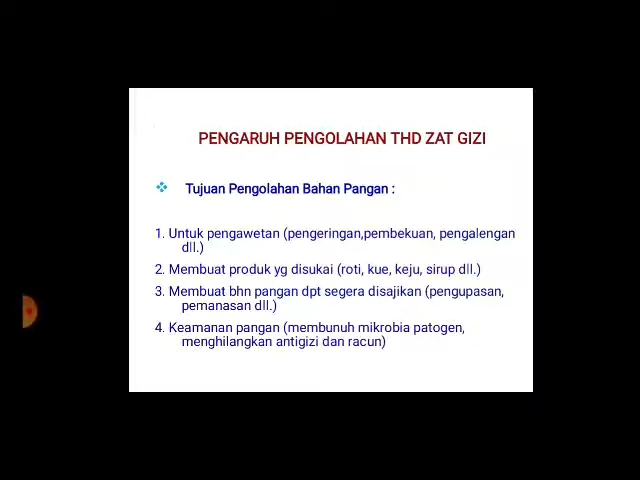 PENGARUH PENGOLAHAN THD ZAT GIZI
Tujuan Pengolahan Bahan Pangan :
1. Untuk pengawetan (pengeringan,pembekuan, pengalengan
dll.)
2. Membuat produk yg disukai (roti, kue, keju, sirup dll.)
3. Membuat bhn pangan dpt segera disajikan (pengupasan,
pemanasan dll.)
4. Keamanan pangan (membunuh mikrobia patogen,
menghilangkan antigizi dan racun)